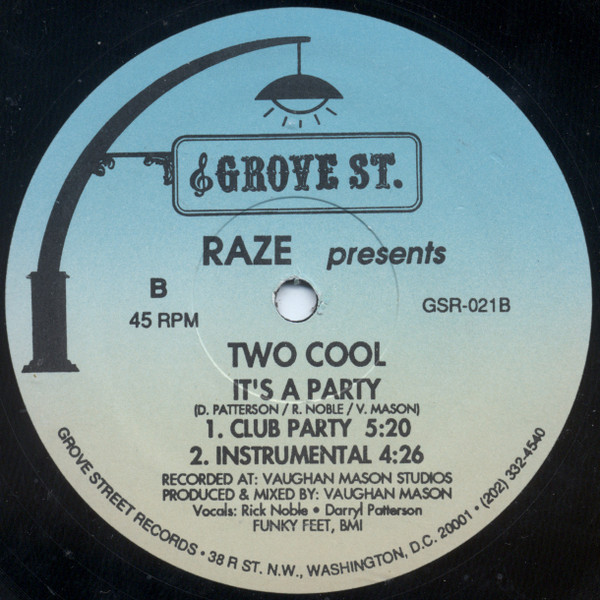 GROVE ST.
RAZE presents
B
45 RPM
GSR-021B
TWO COOL
IT'S A PARTY
(D. PATTERSON / R. NOBLE / V. MASON)
1. CLUB PARTY 5:20
2. INSTRUMENTAL 4:26
RECORDED AT: VAUGHAN MASON STUDIOS
PRODUCED & MIXED BY: VAUGHAN MASON
Vocals: Rick Noble • Darryl Patterson
FUNKY FEET, BMI
GROVE STREET RECORDS • 38 R ST. N.W., WASHINGTON, D.C. 20001 • (202) 332-4540